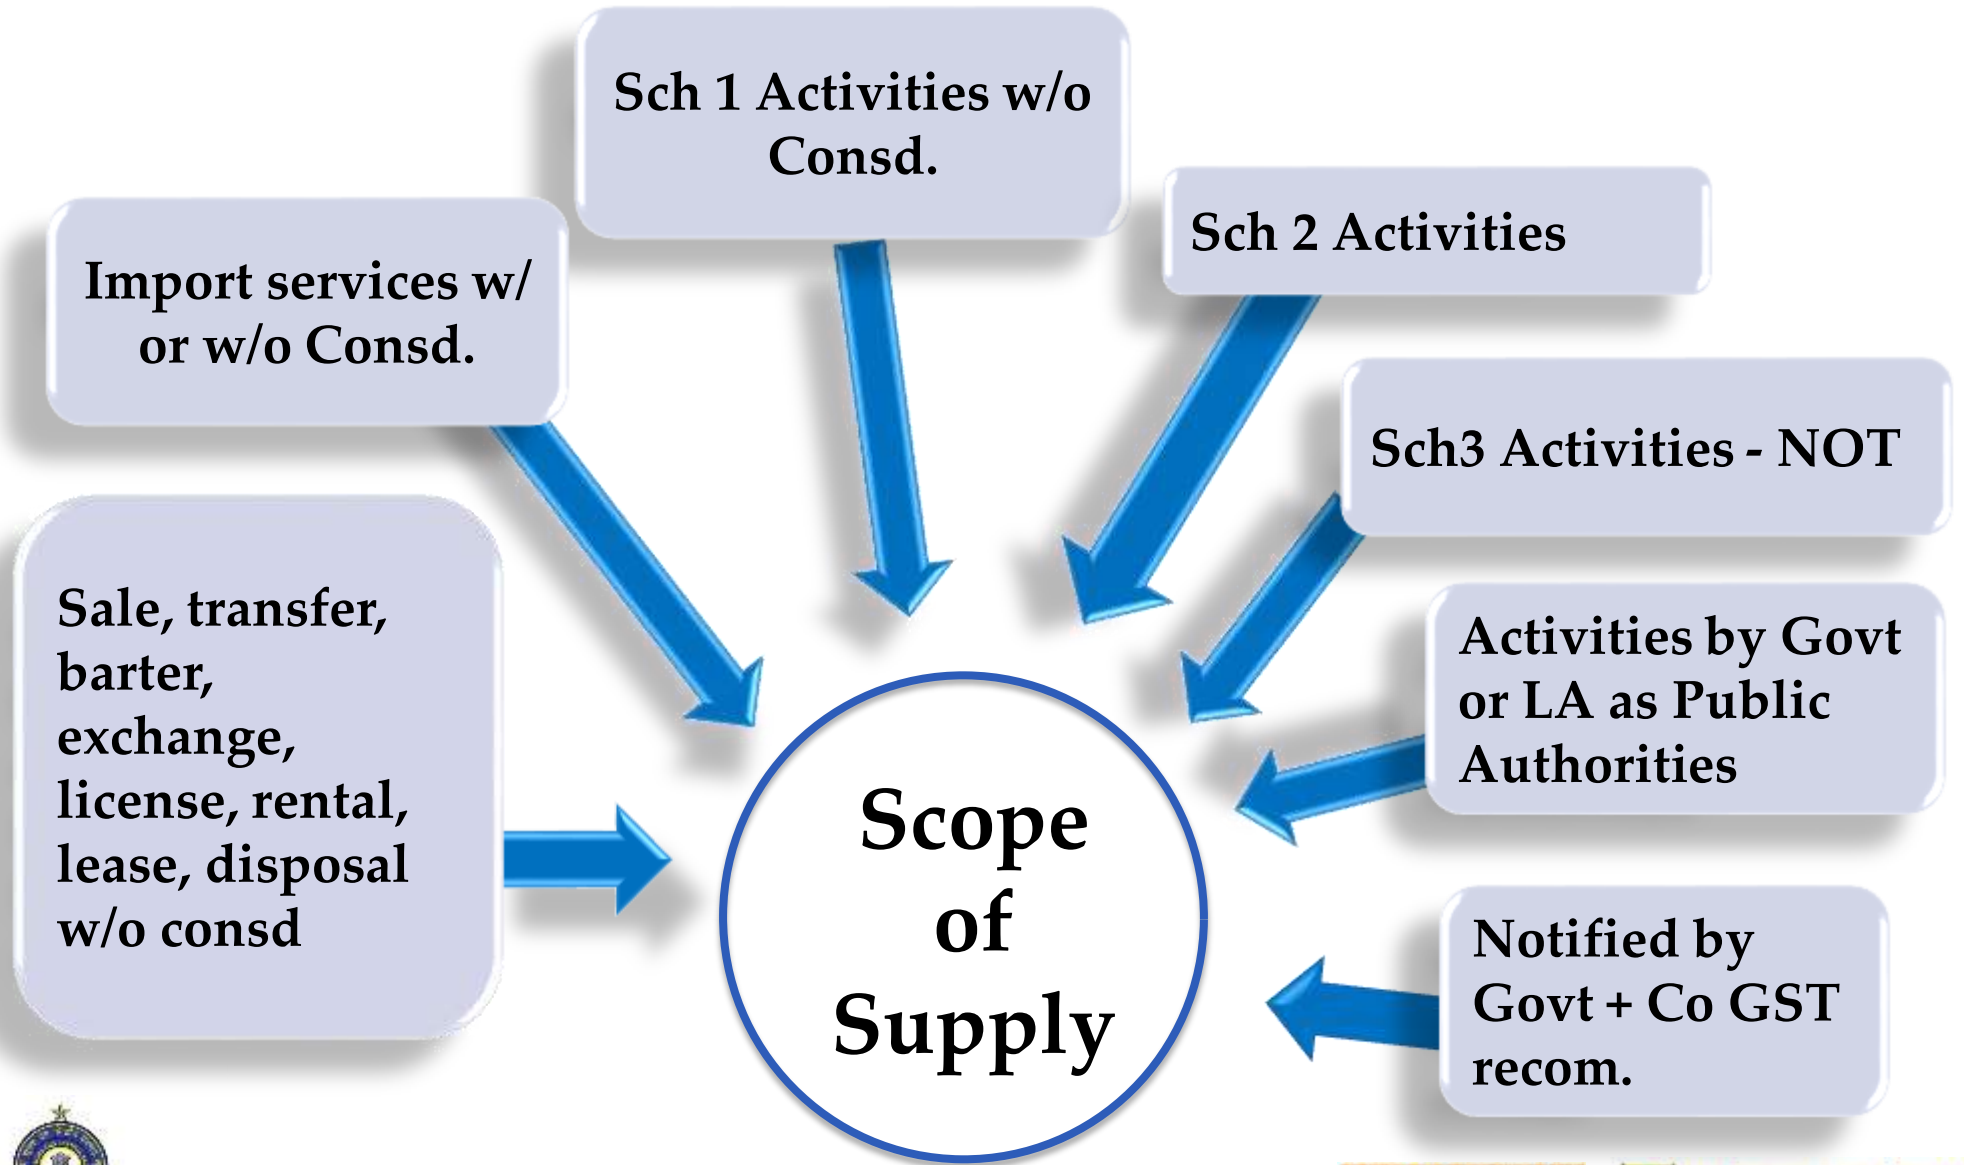 Sch 1 Activities w/o
Consd.
Sch 2 Activities
Import services w/
or w/o Consd.
Sch3 Activities - NOT
Sale, transfer,
barter,
exchange,
license, rental,
lease, disposal
w/o consd
Activities by Govt
or LA as Public
Authorities
Scope
of
Supply
Notified by
Govt + Co GST
recom.